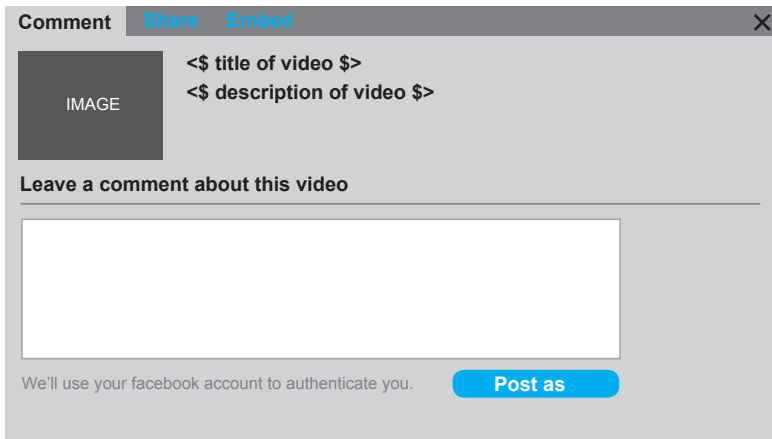 Comment Share Embed
<$ title of video $>
<$ description of video $>
IMAGE
Leave a comment about this video
We'll use your facebook account to authenticate you. Post as